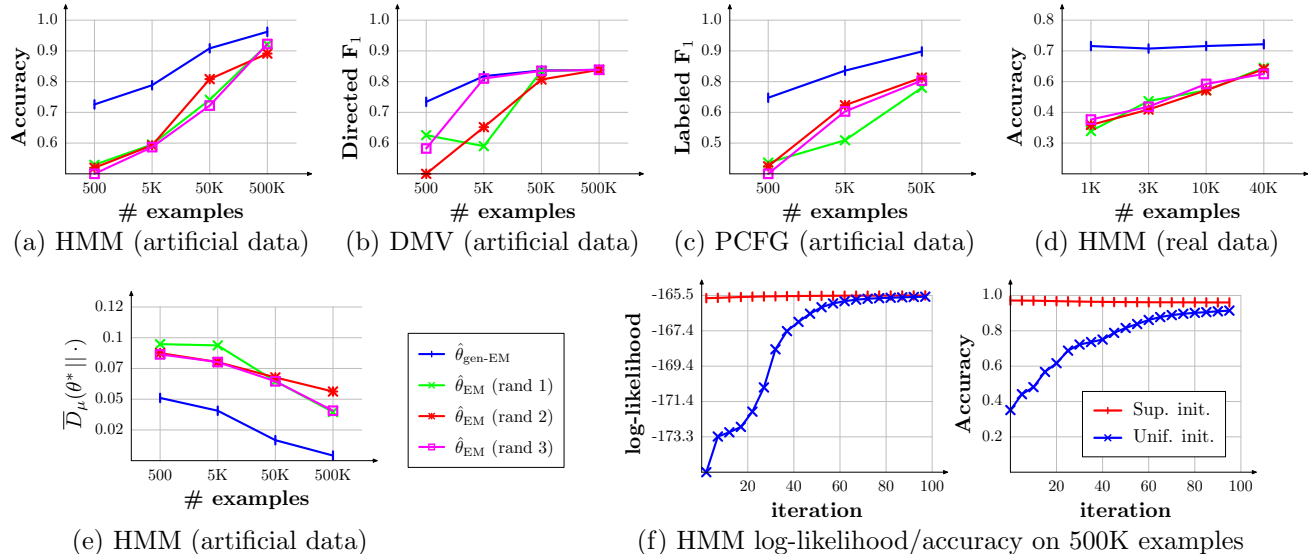 1.0
0.9
0.8
0.7
0.6
Accuracy
500 5K 50K 500K
# examples
(a) HMM (artificial data)
1.0
0.9
0.8
0.7
0.6
Directed F1
500 5K 50K 500K
# examples
(b) DMV (artificial data)
1.0
0.9
0.8
0.6
0.5
Labeled F1
500 5K 50K
# examples
(c) PCFG (artificial data)
0.8
0.7
0.5
0.4
0.3
Accuracy
1K 3K 10K 40K
# examples
(d) HMM (real data)
0.12
0.1
0.07
0.05
0.02
D̅μ(θ* || ·)
500 5K 50K 500K
# examples
(e) HMM (artificial data)
θ̂gen-EM
θ̂EM (rand 1)
θ̂EM (rand 2)
θ̂EM (rand 3)
-165.5
-167.4
-169.4
-171.4
-173.3
log-likelihood
20 40 60 80 100
iteration
1.0
0.8
0.6
0.4
0.2
Accuracy
Sup. init.
Unif. init.
20 40 60 80 100
iteration
(f) HMM log-likelihood/accuracy on 500K examples